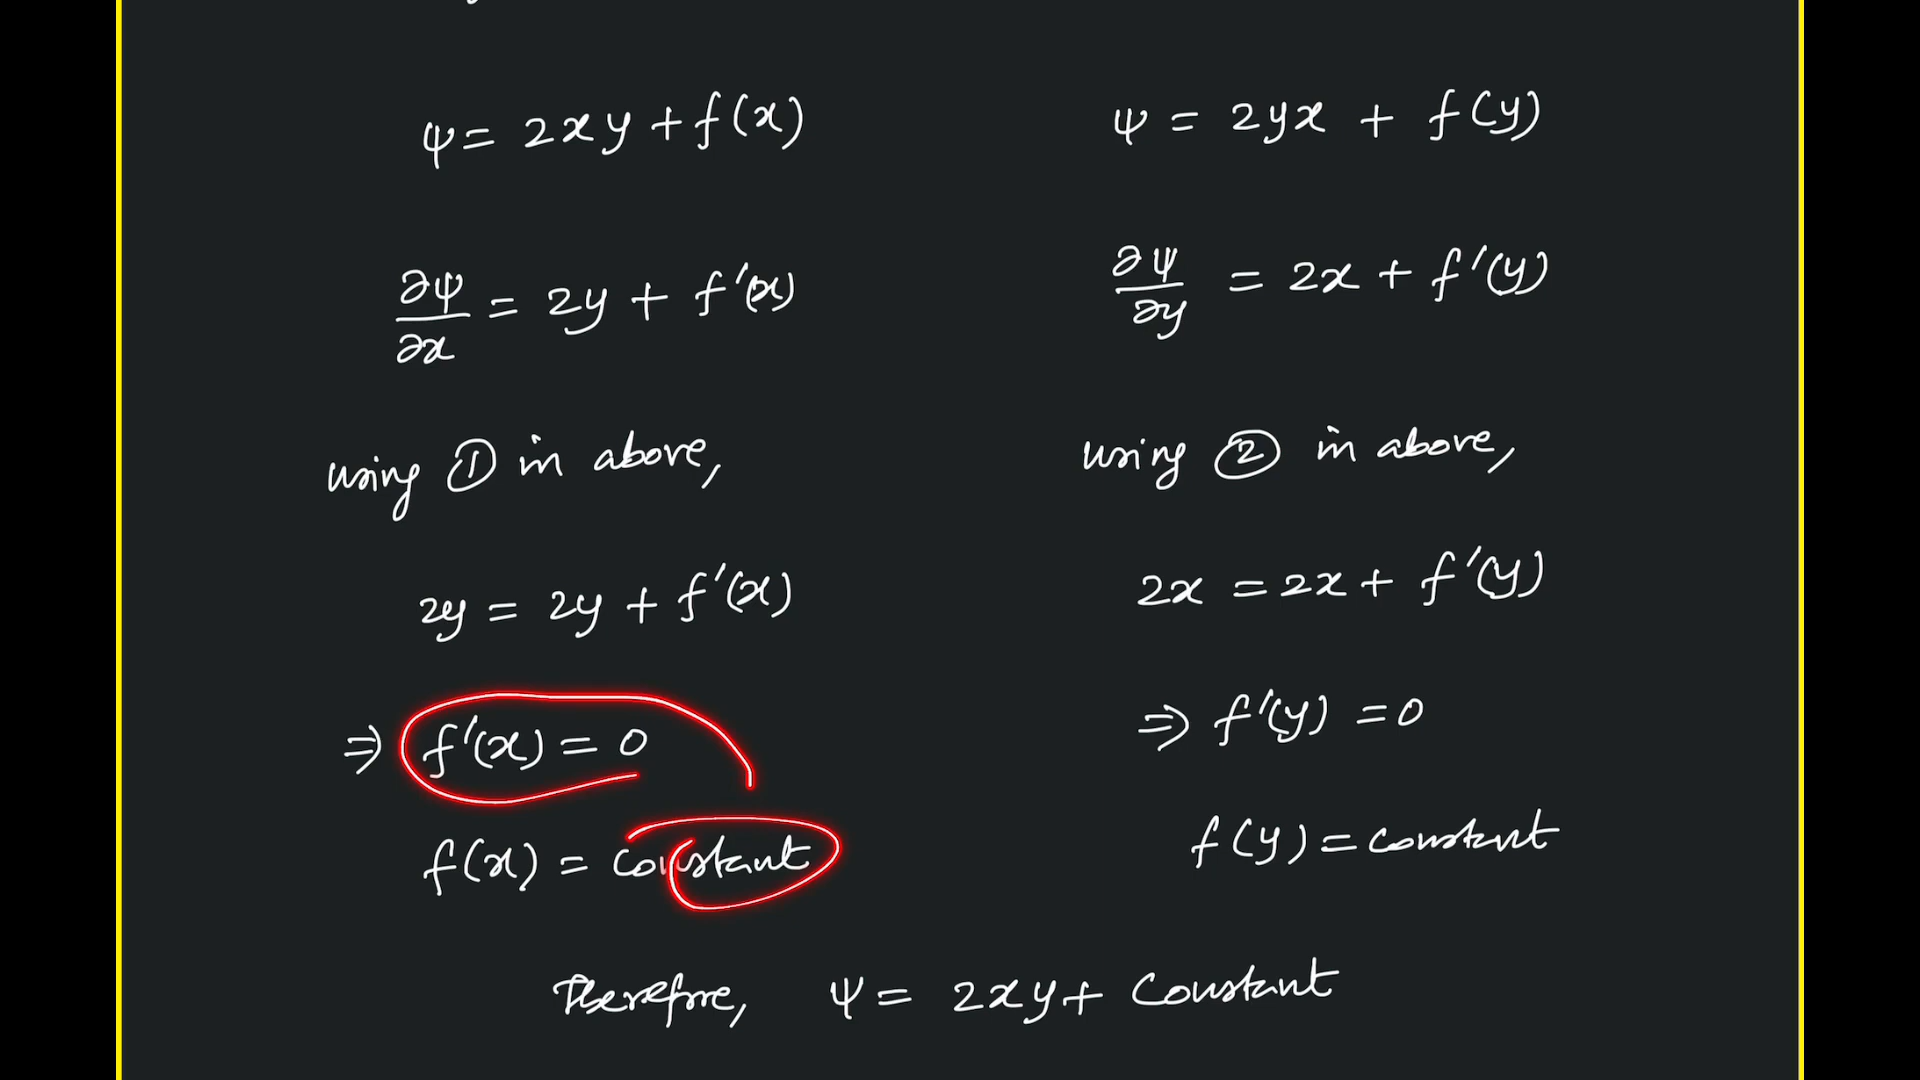 ψ = 2xy + f(x)
∂ψ/∂x = 2y + f'(x)
using ① in above,
2y = 2y + f'(x)
⇒ f'(x) = 0
f(x) = constant
ψ = 2yx + f(y)
∂ψ/∂y = 2x + f'(y)
using ② in above,
2x = 2x + f'(y)
⇒ f'(y) = 0
f(y) = constant
Therefore, ψ = 2xy + Constant